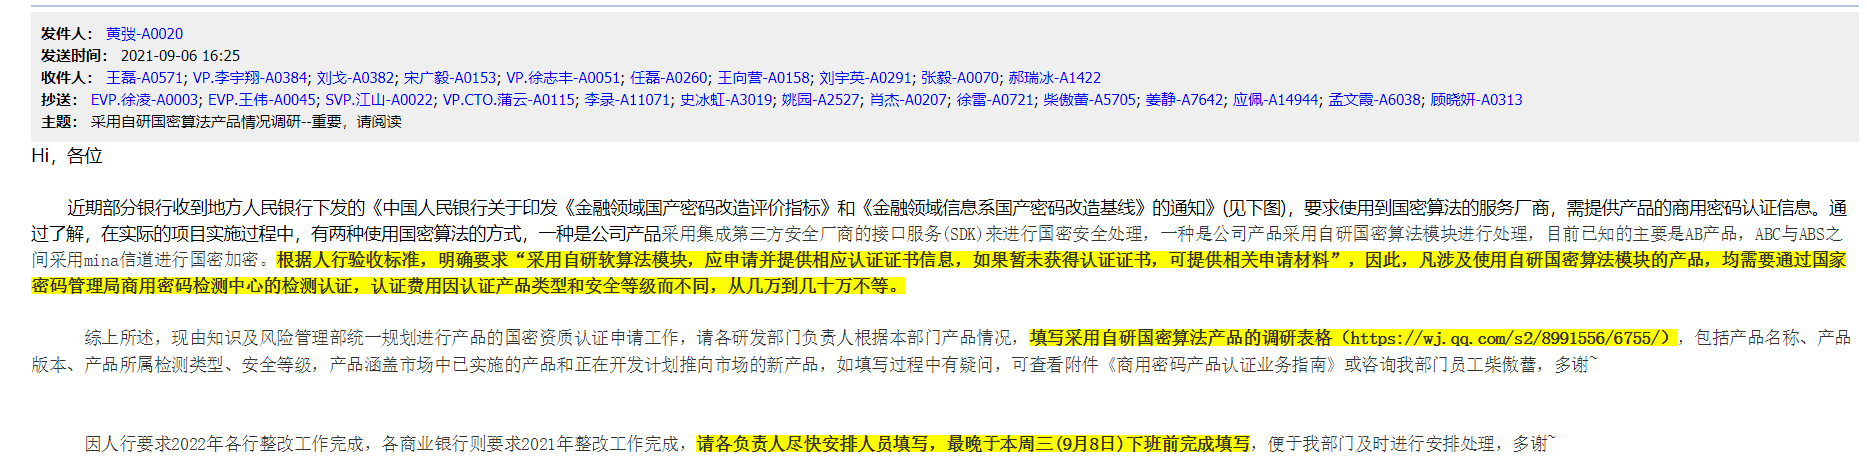 发件人： 黄彂-A0020
发送时间： 2021-09-06 16:25
收件人： 王磊-A0571; VP.李宇翔-A0384; 刘戈-A0382; 宋广毅-A0153; VP.徐志丰-A0051; 任磊-A0260; 王向营-A0158; 刘宇英-A0291; 张毅-A0070; 郝瑞冰-A1422
抄送： EVP.徐凌-A0003; EVP.王伟-A0045; SVP.江山-A0022; VP.CTO.蒲云-A0115; 李录-A11071; 史冰虹-A3019; 姚园-A2527; 肖杰-A0207; 徐雷-A0721; 柴傲蕾-A5705; 姜静-A7642; 应佩-A14944; 孟文霞-A6038; 顾晓妍-A0313
主题： 采用自研国密算法产品情况调研--重要，请阅读
Hi，各位
近期部分银行收到地方人民银行下发的《中国人民银行关于印发《金融领域国产密码改造评价指标》和《金融领域信息系国产密码改造基线》的通知》(见下图)，要求使用到国密算法的服务厂商，需提供产品的商用密码认证信息。通
过了解，在实际的项目实施过程中，有两种使用国密算法的方式，一种是公司产品采用集成第三方安全厂商的接口服务(SDK)来进行国密安全处理，一种是公司产品采用自研国密算法模块进行处理，目前已知的主要是AB产品，ABC与ABS之
间采用mina信道进行国密加密。根据人行验收标准，明确要求“采用自研软算法模块，应申请并提供相应认证证书信息，如果暂未获得认证证书，可提供相关申请材料”，因此，凡涉及使用自研国密算法模块的产品，均需要通过国家
密码管理局商用密码检测中心的检测认证，认证费用因认证产品类型和安全等级而不同，从几万到几十万不等。
综上所述，现由知识及风险管理部统一规划进行产品的国密资质认证申请工作，请各研发部门负责人根据本部门产品情况，填写采用自研国密算法产品的调研表格（https://wj.qq.com/s2/8991556/6755/），包括产品名称、产品
版本、产品所属检测类型、安全等级，产品涵盖市场中已实施的产品和正在开发计划推向市场的新产品，如填写过程中有疑问，可查看附件《商用密码产品认证业务指南》或咨询我部门员工柴傲蕾，多谢~
因人行要求2022年各行整改工作完成，各商业银行则要求2021年整改工作完成，请各负责人尽快安排人员填写，最晚于本周三(9月8日)下班前完成填写，便于我部门及时进行安排处理，多谢~